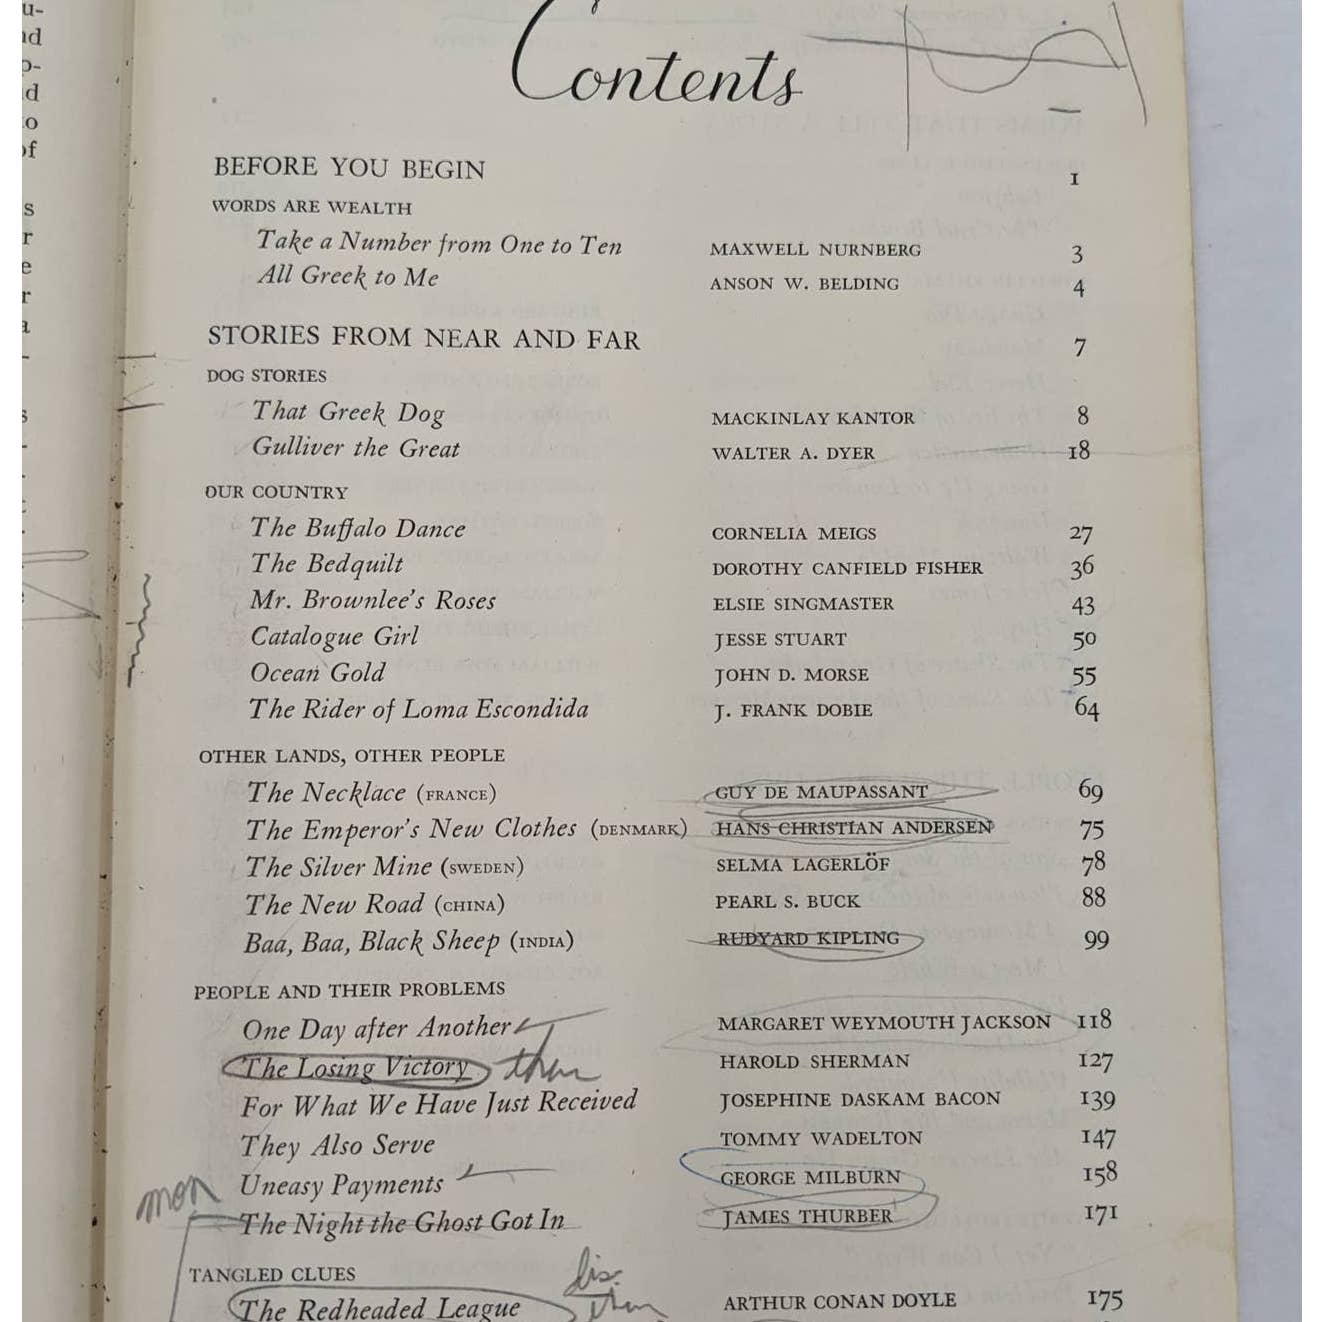 u-
nd
p-
d
to
of
s
r
e
r
a
-
s
Contents
BEFORE YOU BEGIN 1
WORDS ARE WEALTH
Take a Number from One to Ten MAXWELL NURNBERG 3
All Greek to Me ANSON W. BELDING 4
STORIES FROM NEAR AND FAR 7
DOG STORIES
That Greek Dog MACKINLAY KANTOR 8
Gulliver the Great WALTER A. DYER 18
OUR COUNTRY
The Buffalo Dance CORNELIA MEIGS 27
The Bedquilt DOROTHY CANFIELD FISHER 36
Mr. Brownlee's Roses ELSIE SINGMASTER 43
Catalogue Girl JESSE STUART 50
Ocean Gold JOHN D. MORSE 55
The Rider of Loma Escondida J. FRANK DOBIE 64
OTHER LANDS, OTHER PEOPLE
The Necklace (FRANCE) GUY DE MAUPASSANT 69
The Emperor's New Clothes (DENMARK) HANS CHRISTIAN ANDERSEN 75
The Silver Mine (SWEDEN) SELMA LAGERLÖF 78
The New Road (CHINA) PEARL S. BUCK 88
Baa, Baa, Black Sheep (INDIA) RUDYARD KIPLING 99
PEOPLE AND THEIR PROBLEMS
One Day after Another MARGARET WEYMOUTH JACKSON 118
The Losing Victory HAROLD SHERMAN 127
For What We Have Just Received JOSEPHINE DASKAM BACON 139
They Also Serve TOMMY WADELTON 147
Uneasy Payments GEORGE MILBURN 158
mon
The Night the Ghost Got In JAMES THURBER 171
TANGLED CLUES
The Redheaded League ARTHUR CONAN DOYLE 175